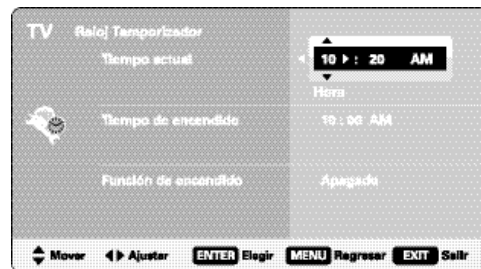 TV Reloj Temporizador
Tiempo actual 10 : 20 AM
Hora
Tiempo de encendido 10 : 00 AM
Función de encendido Apagado
Mover Ajustar ENTER Elegir MENU Regresar EXIT Salir